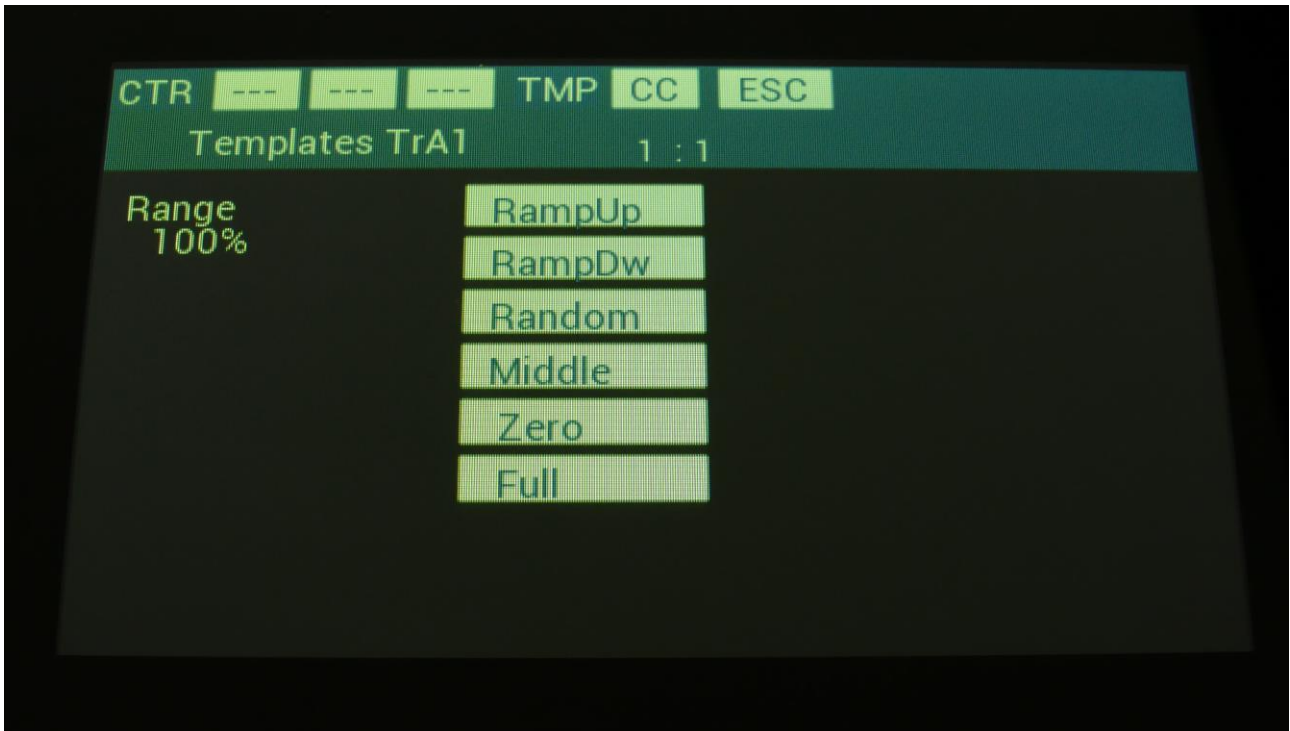 CTR --- --- --- TMP CC ESC
Templates TrA1 1 : 1
Range
100%
RampUp
RampDw
Random
Middle
Zero
Full